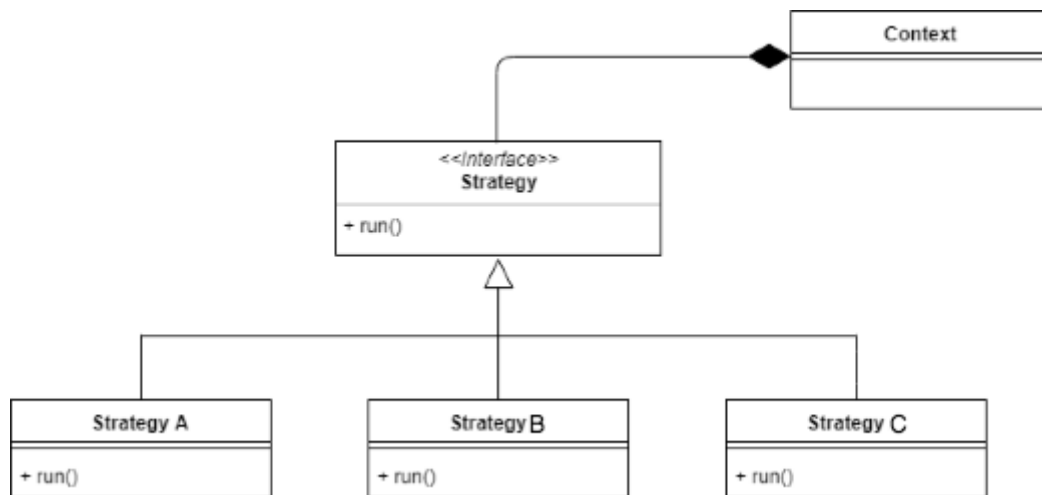 Context
<<Interface>>
Strategy
+ run()
Strategy A
Strategy B
Strategy C
+ run()
+ run()
+ run()